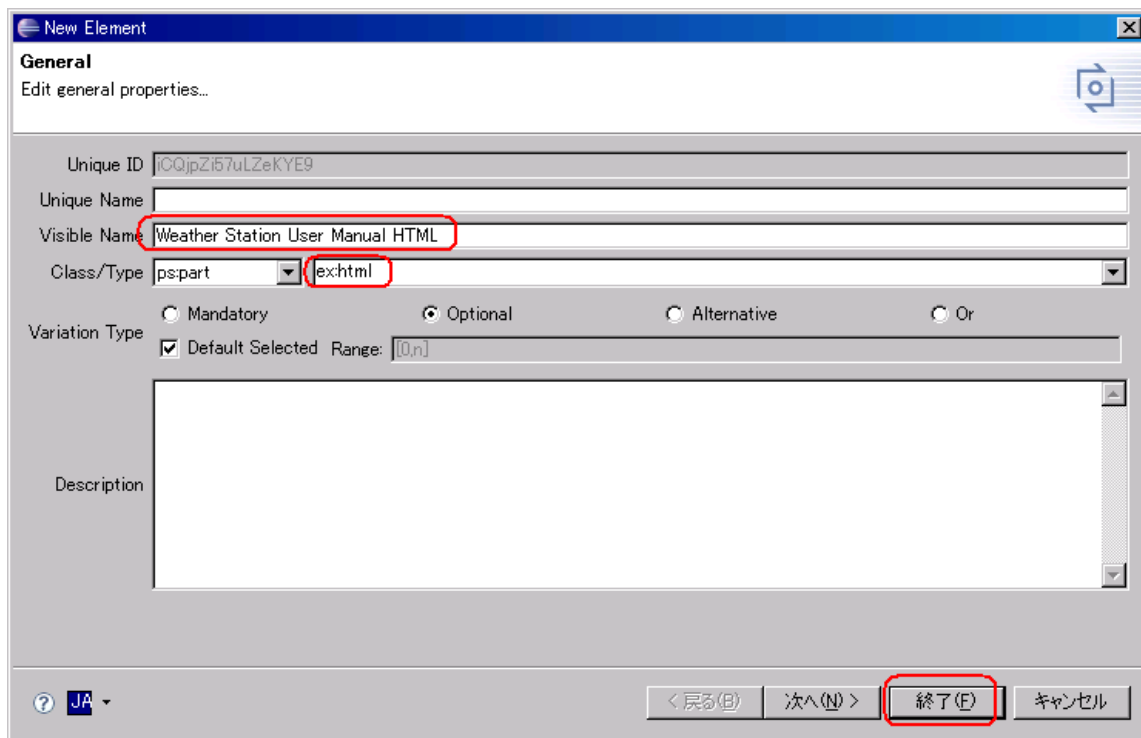 New Element
General
Edit general properties...
Unique ID iCQjpZi57uLZeKYE9
Unique Name
Visible Name Weather Station User Manual HTML
Class/Type ps:part ex:html
Variation Type
Mandatory Optional Alternative Or
Default Selected Range: [0,n]
Description
JA
< 戻る(B) 次へ(N) > 終了(F) キャンセル